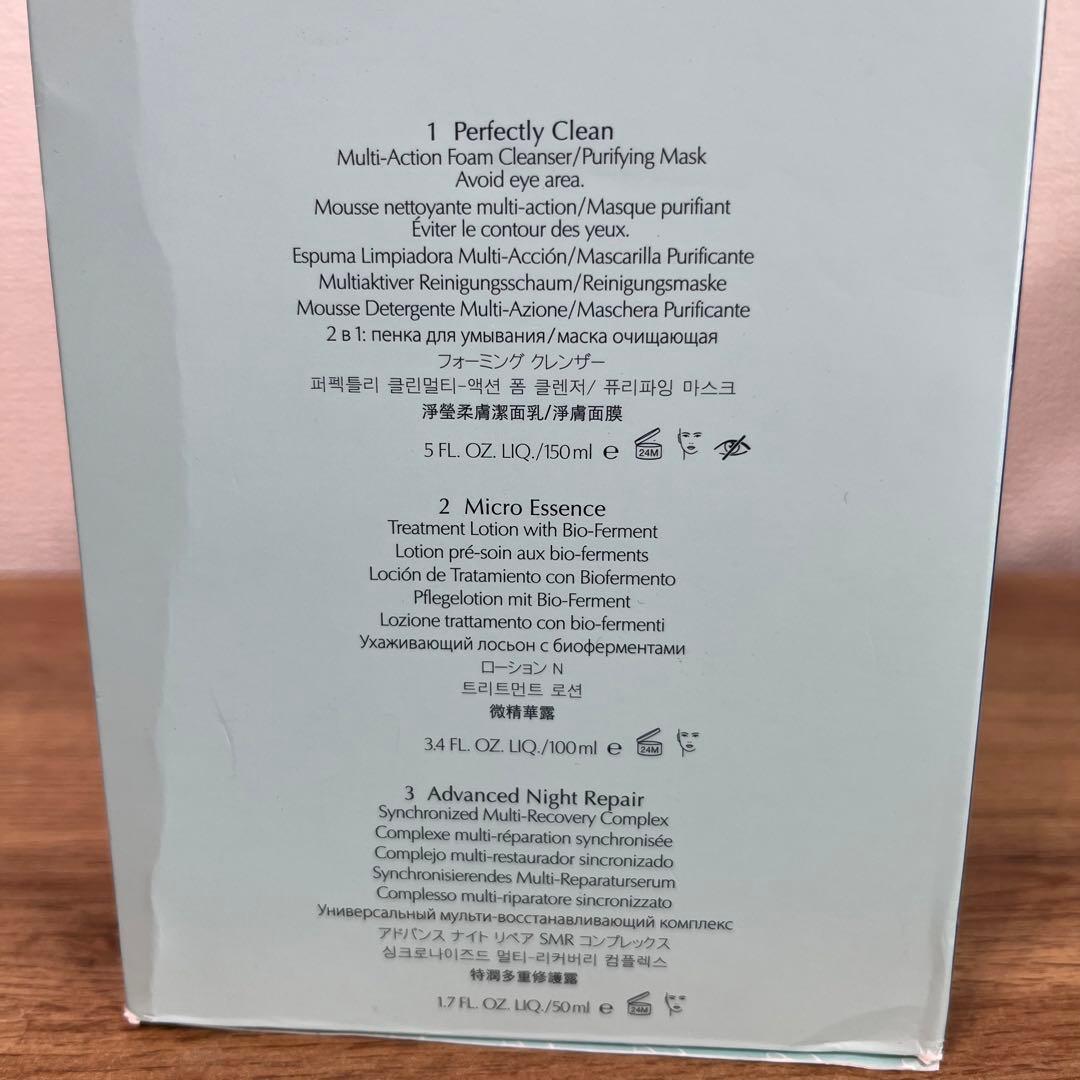 1 Perfectly Clean
Multi-Action Foam Cleanser/Purifying Mask
Avoid eye area.
Mousse nettoyante multi-action/Masque purifiant
Éviter le contour des yeux.
Espuma Limpiadora Multi-Acción/Mascarilla Purificante
Multiaktiver Reinigungsschaum/Reinigungsmaske
Mousse Detergente Multi-Azione/Maschera Purificante
2 в 1: пенка для умывания/маска очищающая
フォーミング クレンザー
퍼펙틀리 클린멀티-액션 폼 클렌저/ 퓨리파잉 마스크
淨瑩柔膚潔面乳/淨膚面膜
5 FL. OZ. LIQ./150 ml e 24M
2 Micro Essence
Treatment Lotion with Bio-Ferment
Lotion pré-soin aux bio-ferments
Loción de Tratamiento con Biofermento
Pflegelotion mit Bio-Ferment
Lozione trattamento con bio-fermenti
Ухаживающий лосьон с биоферментами
ローション N
트리트먼트 로션
微精華露
3.4 FL. OZ. LIQ./100 ml e 24M
3 Advanced Night Repair
Synchronized Multi-Recovery Complex
Complexe multi-réparation synchronisée
Complejo multi-restaurador sincronizado
Synchronisierendes Multi-Reparaturserum
Complesso multi-riparatore sincronizzato
Универсальный мульти-восстанавливающий комплекс
アドバンス ナイト リペア SMR コンプレックス
싱크로나이즈드 멀티-리커버리 컴플렉스
特潤多重修護露
1.7 FL. OZ. LIQ./50 ml e 24M